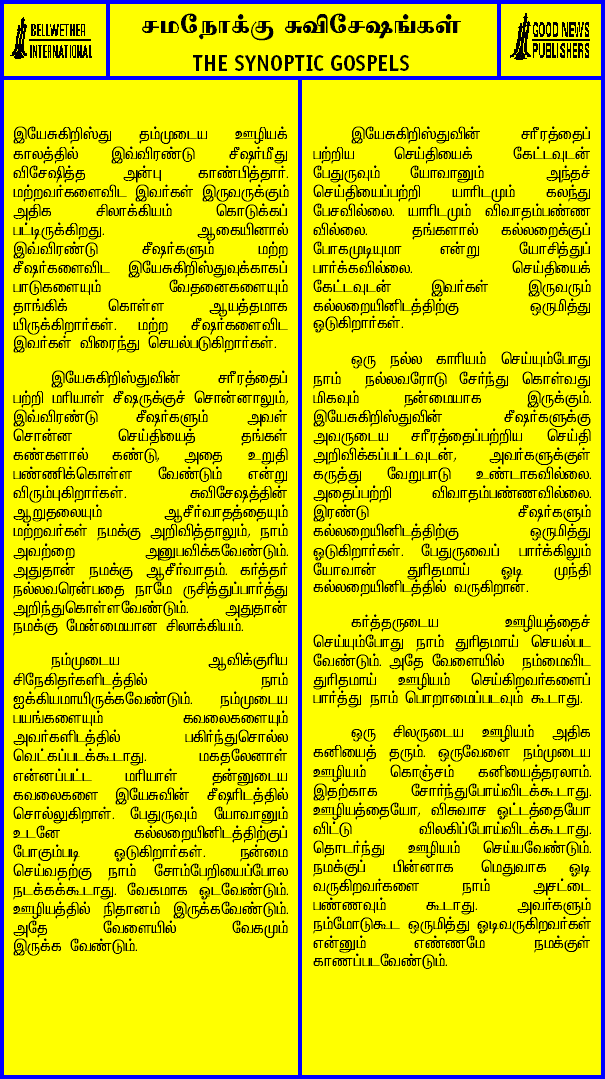 BELLWETHER
INTERNATIONAL
சமநோக்கு சுவிசேஷங்கள்
THE SYNOPTIC GOSPELS
GOOD NEWS
PUBLISHERS
இயேசுகிறிஸ்து தம்முடைய ஊழியக்
காலத்தில் இவ்விரண்டு சீஷர்மீது
விசேஷித்த அன்பு காண்பித்தார்.
மற்றவர்களைவிட இவர்கள் இருவருக்கும்
அதிக சிலாக்கியம் கொடுக்கப்
பட்டிருக்கிறது. ஆகையினால்
இவ்விரண்டு சீஷர்களும் மற்ற
சீஷர்களைவிட இயேசுகிறிஸ்துவுக்காகப்
பாடுகளையும் வேதனைகளையும்
தாங்கிக் கொள்ள ஆயத்தமாக
யிருக்கிறார்கள். மற்ற சீஷர்களைவிட
இவர்கள் விரைந்து செயல்படுகிறார்கள்.
இயேசுகிறிஸ்துவின் சரீரத்தைப்
பற்றி மரியாள் சீஷருக்குச் சொன்னாலும்,
இவ்விரண்டு சீஷர்களும் அவள்
சொன்ன செய்தியைத் தங்கள்
கண்களால் கண்டு, அதை உறுதி
பண்ணிக்கொள்ள வேண்டும் என்று
விரும்புகிறார்கள். சுவிசேஷத்தின்
ஆறுதலையும் ஆசீர்வாதத்தையும்
மற்றவர்கள் நமக்கு அறிவித்தாலும், நாம்
அவற்றை அனுபவிக்கவேண்டும்.
அதுதான் நமக்கு ஆசீர்வாதம். கர்த்தர்
நல்லவரென்பதை நாமே ருசித்துப்பார்த்து
அறிந்துகொள்ளவேண்டும். அதுதான்
நமக்கு மேன்மையான சிலாக்கியம்.
நம்முடைய ஆவிக்குரிய
சிநேகிதர்களிடத்தில் நாம்
ஐக்கியமாயிருக்கவேண்டும். நம்முடைய
பயங்களையும் கவலைகளையும்
அவர்களிடத்தில் பகிர்ந்துசொல்ல
வெட்கப்படக்கூடாது. மகதலேனாள்
என்னப்பட்ட மரியாள் தன்னுடைய
கவலைகளை இயேசுவின் சீஷரிடத்தில்
சொல்லுகிறாள். பேதுருவும் யோவானும்
உடனே கல்லறையினிடத்திற்குப்
போகும்படி ஓடுகிறார்கள். நன்மை
செய்வதற்கு நாம் சோம்பேறியைப்போல
நடக்கக்கூடாது. வேகமாக ஓடவேண்டும்.
ஊழியத்தில் நிதானம் இருக்கவேண்டும்.
அதே வேளையில் வேகமும்
இருக்க வேண்டும்.
இயேசுகிறிஸ்துவின் சரீரத்தைப்
பற்றிய செய்தியைக் கேட்டவுடன்
பேதுருவும் யோவானும் அந்தச்
செய்தியைப்பற்றி யாரிடமும் கலந்து
பேசவில்லை. யாரிடமும் விவாதம்பண்ண
வில்லை. தங்களால் கல்லறைக்குப்
போகமுடியுமா என்று யோசித்துப்
பார்க்கவில்லை. செய்தியைக்
கேட்டவுடன் இவர்கள் இருவரும்
கல்லறையினிடத்திற்கு ஒருமித்து
ஓடுகிறார்கள்.
ஒரு நல்ல காரியம் செய்யும்போது
நாம் நல்லவரோடு சேர்ந்து கொள்வது
மிகவும் நன்மையாக இருக்கும்.
இயேசுகிறிஸ்துவின் சீஷர்களுக்கு
அவருடைய சரீரத்தைப்பற்றிய செய்தி
அறிவிக்கப்பட்டவுடன், அவர்களுக்குள்
கருத்து வேறுபாடு உண்டாகவில்லை.
அதைப்பற்றி விவாதம்பண்ணவில்லை.
இரண்டு சீஷர்களும்
கல்லறையினிடத்திற்கு ஒருமித்து
ஓடுகிறார்கள். பேதுருவைப் பார்க்கிலும்
யோவான் துரிதமாய் ஓடி முந்தி
கல்லறையினிடத்தில் வருகிறான்.
கர்த்தருடைய ஊழியத்தைச்
செய்யும்போது நாம் துரிதமாய் செயல்பட
வேண்டும். அதே வேளையில் நம்மைவிட
துரிதமாய் ஊழியம் செய்கிறவர்களைப்
பார்த்து நாம் பொறாமைப்படவும் கூடாது.
ஒரு சிலருடைய ஊழியம் அதிக
கனியைத் தரும். ஒருவேளை நம்முடைய
ஊழியம் கொஞ்சம் கனியைத்தரலாம்.
இதற்காக சோர்ந்துபோய்விடக்கூடாது.
ஊழியத்தையோ, விசுவாச ஓட்டத்தையோ
விட்டு விலகிப்போய்விடக்கூடாது.
தொடர்ந்து ஊழியம் செய்யவேண்டும்.
நமக்குப் பின்னாக மெதுவாக ஓடி
வருகிறவர்களை நாம் அசட்டை
பண்ணவும் கூடாது. அவர்களும்
நம்மோடுகூட ஒருமித்து ஓடிவருகிறவர்கள்
என்னும் எண்ணமே நமக்குள்
காணப்படவேண்டும்.